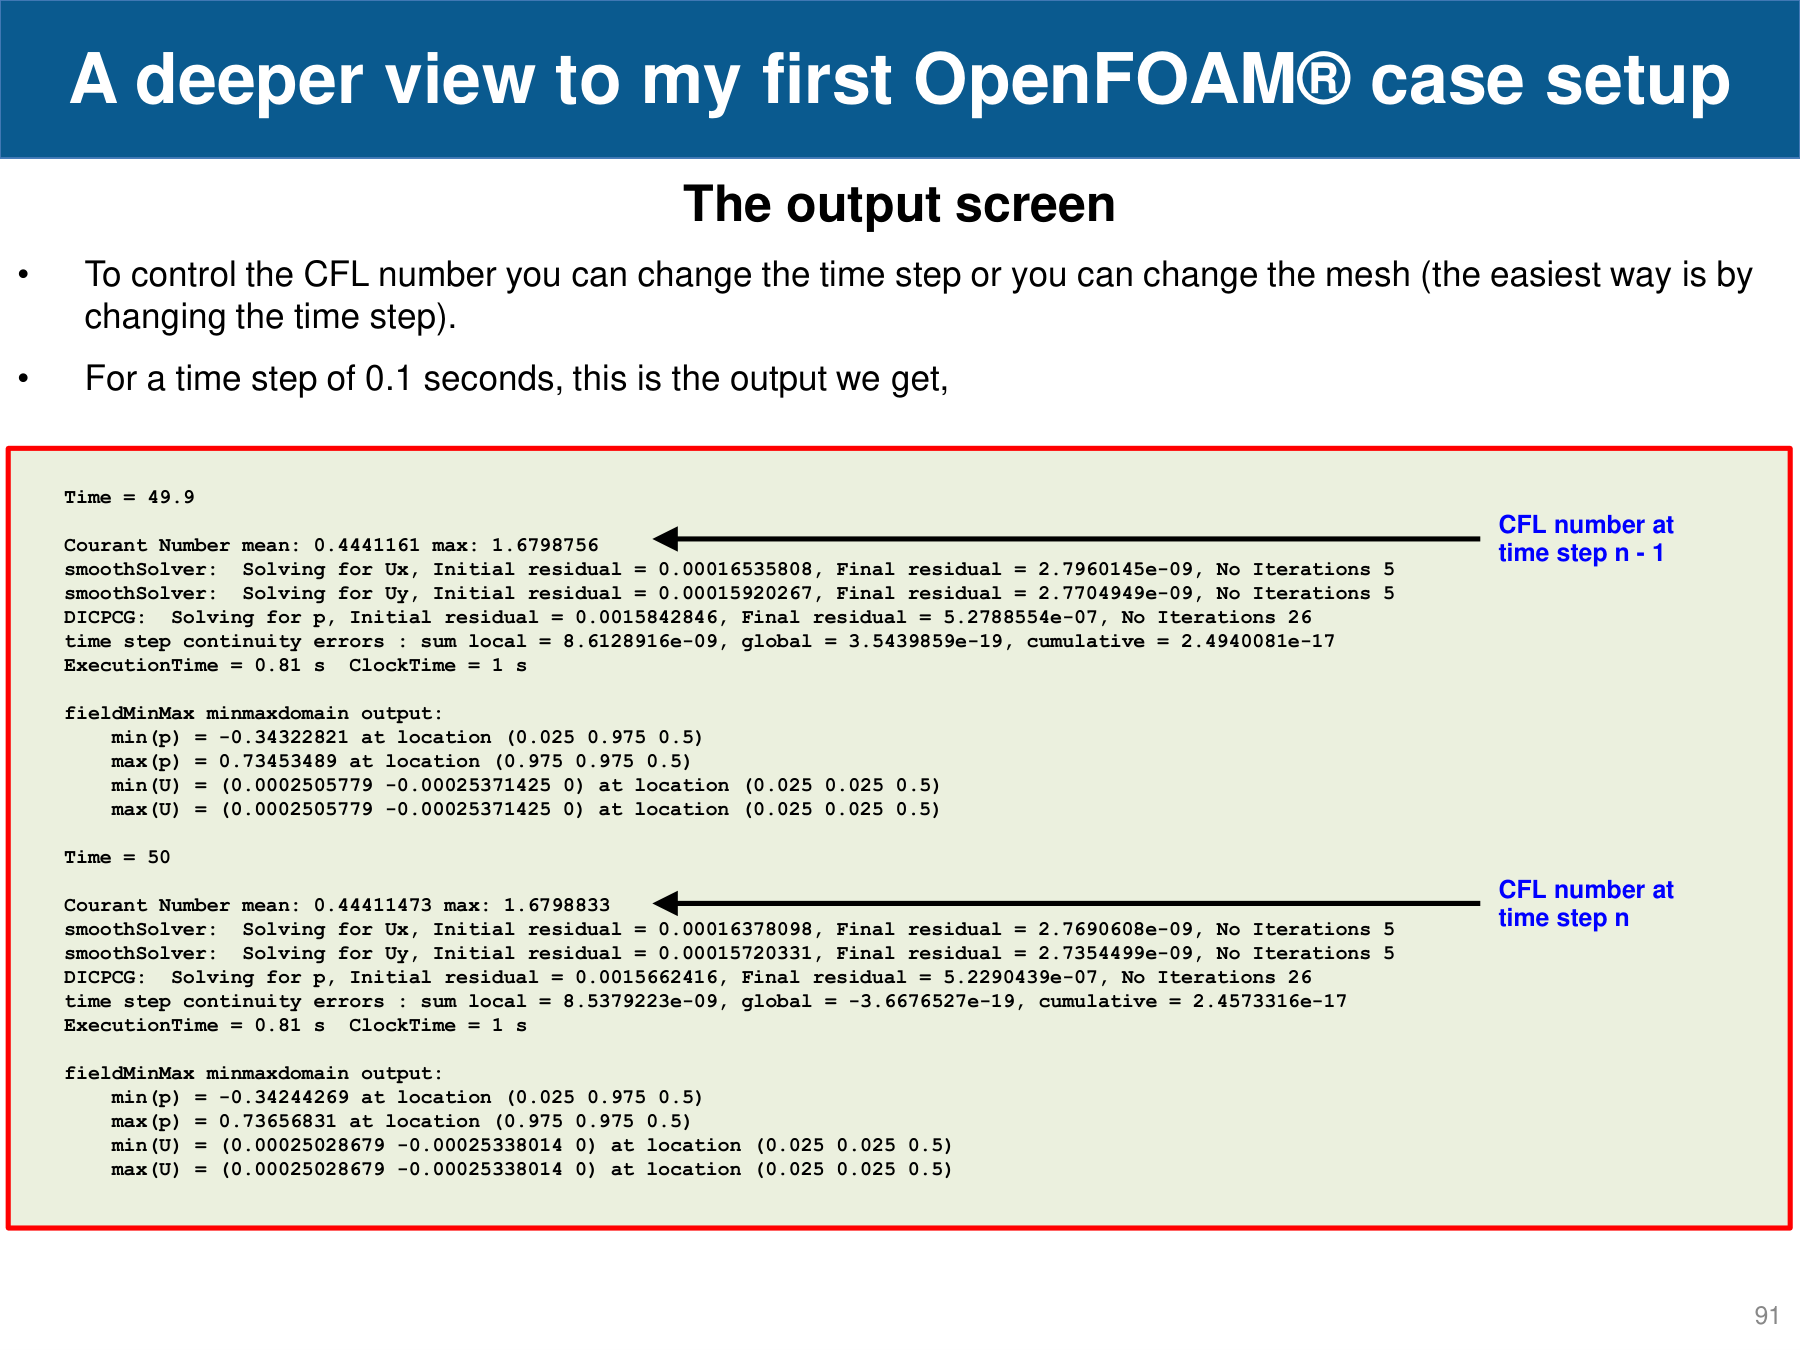 A deeper view to my first OpenFOAM® case setup
The output screen
• To control the CFL number you can change the time step or you can change the mesh (the easiest way is by
changing the time step).
• For a time step of 0.1 seconds, this is the output we get,
Time = 49.9
Courant Number mean: 0.4441161 max: 1.6798756
smoothSolver:  Solving for Ux, Initial residual = 0.00016535808, Final residual = 2.7960145e-09, No Iterations 5
smoothSolver:  Solving for Uy, Initial residual = 0.00015920267, Final residual = 2.7704949e-09, No Iterations 5
DICPCG:  Solving for p, Initial residual = 0.0015842846, Final residual = 5.2788554e-07, No Iterations 26
time step continuity errors : sum local = 8.6128916e-09, global = 3.5439859e-19, cumulative = 2.4940081e-17
ExecutionTime = 0.81 s  ClockTime = 1 s
CFL number at
time step n - 1
fieldMinMax minmaxdomain output:
min(p) = -0.34322821 at location (0.025 0.975 0.5)
max(p) = 0.73453489 at location (0.975 0.975 0.5)
min(U) = (0.0002505779 -0.00025371425 0) at location (0.025 0.025 0.5)
max(U) = (0.0002505779 -0.00025371425 0) at location (0.025 0.025 0.5)
Time = 50
Courant Number mean: 0.44411473 max: 1.6798833
smoothSolver:  Solving for Ux, Initial residual = 0.00016378098, Final residual = 2.7690608e-09, No Iterations 5
smoothSolver:  Solving for Uy, Initial residual = 0.00015720331, Final residual = 2.7354499e-09, No Iterations 5
DICPCG:  Solving for p, Initial residual = 0.0015662416, Final residual = 5.2290439e-07, No Iterations 26
time step continuity errors : sum local = 8.5379223e-09, global = -3.6676527e-19, cumulative = 2.4573316e-17
ExecutionTime = 0.81 s  ClockTime = 1 s
CFL number at
time step n
fieldMinMax minmaxdomain output:
min(p) = -0.34244269 at location (0.025 0.975 0.5)
max(p) = 0.73656831 at location (0.975 0.975 0.5)
min(U) = (0.00025028679 -0.00025338014 0) at location (0.025 0.025 0.5)
max(U) = (0.00025028679 -0.00025338014 0) at location (0.025 0.025 0.5)
91